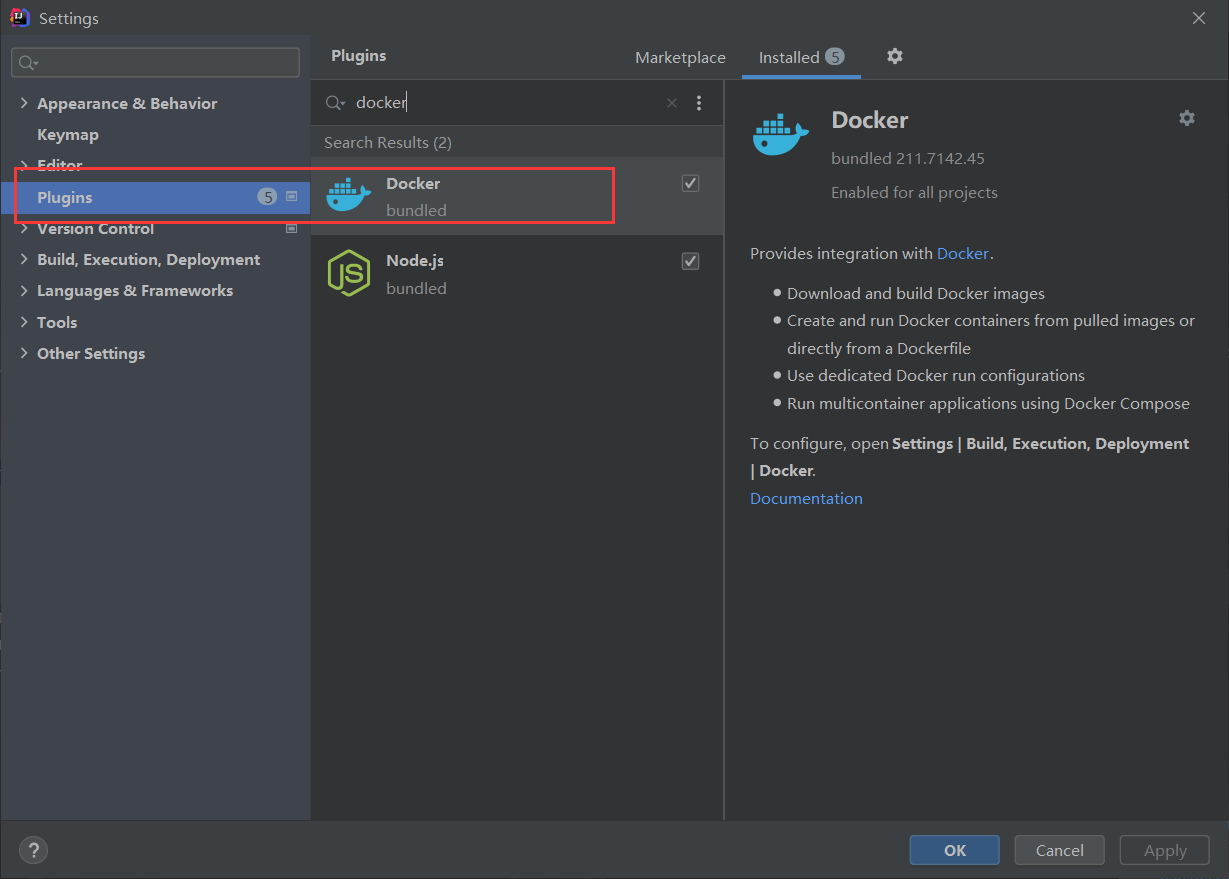 Settings
Plugins
Marketplace
Installed 5
Appearance & Behavior
Keymap
Editor
Plugins 5
Version Control
Build, Execution, Deployment
Languages & Frameworks
Tools
Other Settings
docker
Search Results (2)
Docker
bundled
JS
Node.js
bundled
Docker
bundled 211.7142.45
Enabled for all projects
Provides integration with Docker.
Download and build Docker images
Create and run Docker containers from pulled images or
directly from a Dockerfile
Use dedicated Docker run configurations
Run multicontainer applications using Docker Compose
To configure, open Settings | Build, Execution, Deployment
| Docker.
Documentation
?
OK
Cancel
Apply